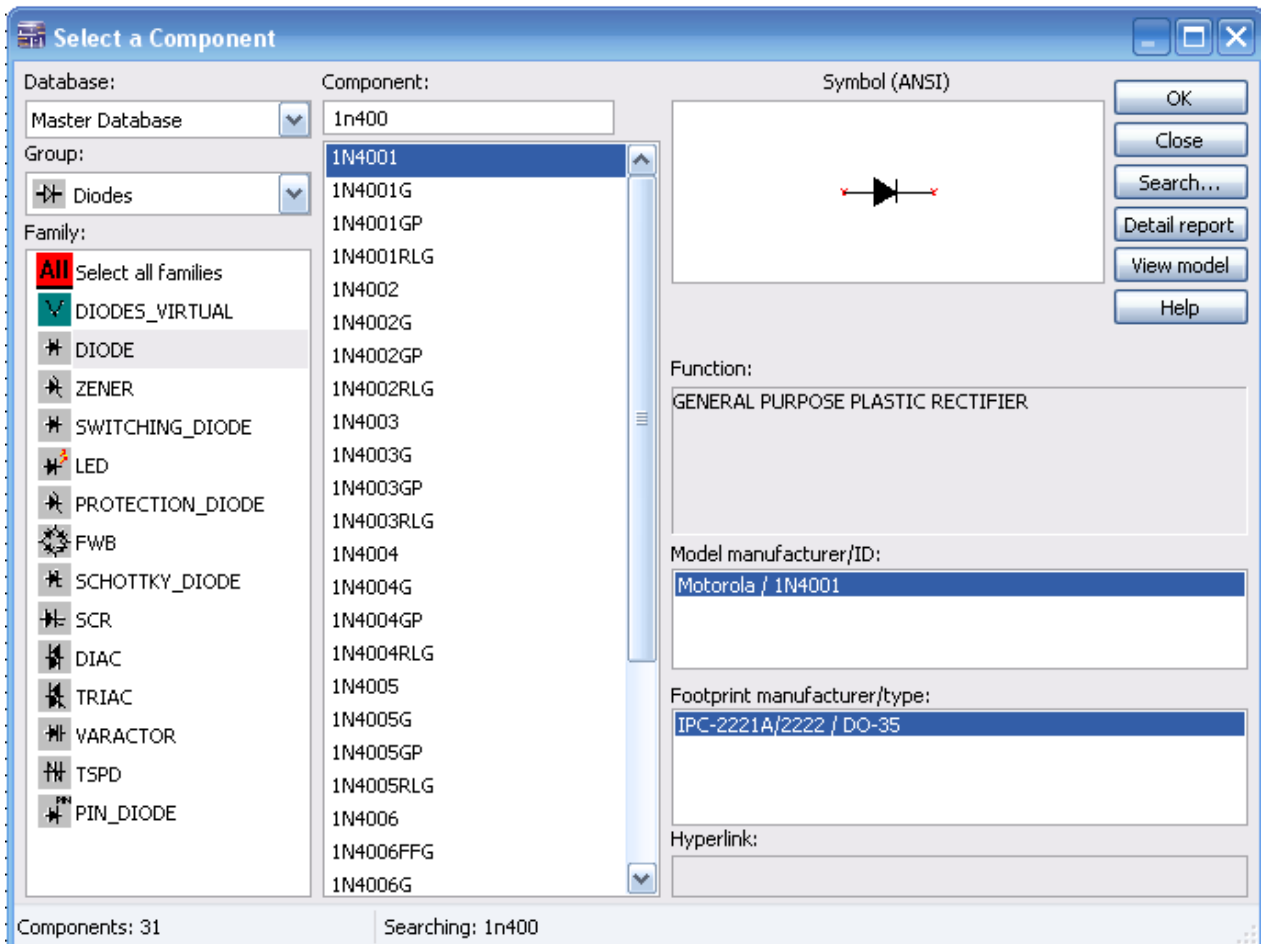 Select a Component
Database:
Master Database
Group:
Diodes
Family:
All Select all families
DIODES_VIRTUAL
DIODE
ZENER
SWITCHING_DIODE
LED
PROTECTION_DIODE
FWB
SCHOTTKY_DIODE
SCR
DIAC
TRIAC
VARACTOR
TSPD
PIN PIN_DIODE
Component:
1n400
1N4001
1N4001G
1N4001GP
1N4001RLG
1N4002
1N4002G
1N4002GP
1N4002RLG
1N4003
1N4003G
1N4003GP
1N4003RLG
1N4004
1N4004G
1N4004GP
1N4004RLG
1N4005
1N4005G
1N4005GP
1N4005RLG
1N4006
1N4006FFG
1N4006G
Symbol (ANSI)
Function:
GENERAL PURPOSE PLASTIC RECTIFIER
Model manufacturer/ID:
Motorola / 1N4001
Footprint manufacturer/type:
IPC-2221A/2222 / DO-35
Hyperlink:
OK
Close
Search...
Detail report
View model
Help
Components: 31
Searching: 1n400